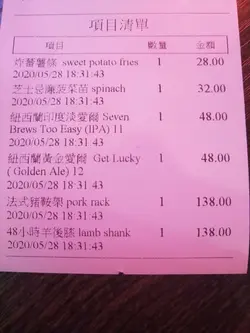 項目清單
項目 數量 金額
炸蕃薯條 sweet potato fries 1 28.00
2020/05/28 18:31:43
芝士忌廉菠菜苗 spinach 1 32.00
2020/05/28 18:31:43
紐西蘭印度淡愛爾 Seven 1 48.00
Brews Too Easy (IPA) 11
2020/05/28 18:31:43
紐西蘭黃金愛爾 Get Lucky 1 48.00
( Golden Ale) 12
2020/05/28 18:31:43
法式豬鞍架 pork rack 1 138.00
2020/05/28 18:31:43
48小時羊後膝 lamb shank 1 138.00
2020/05/28 18:31:43